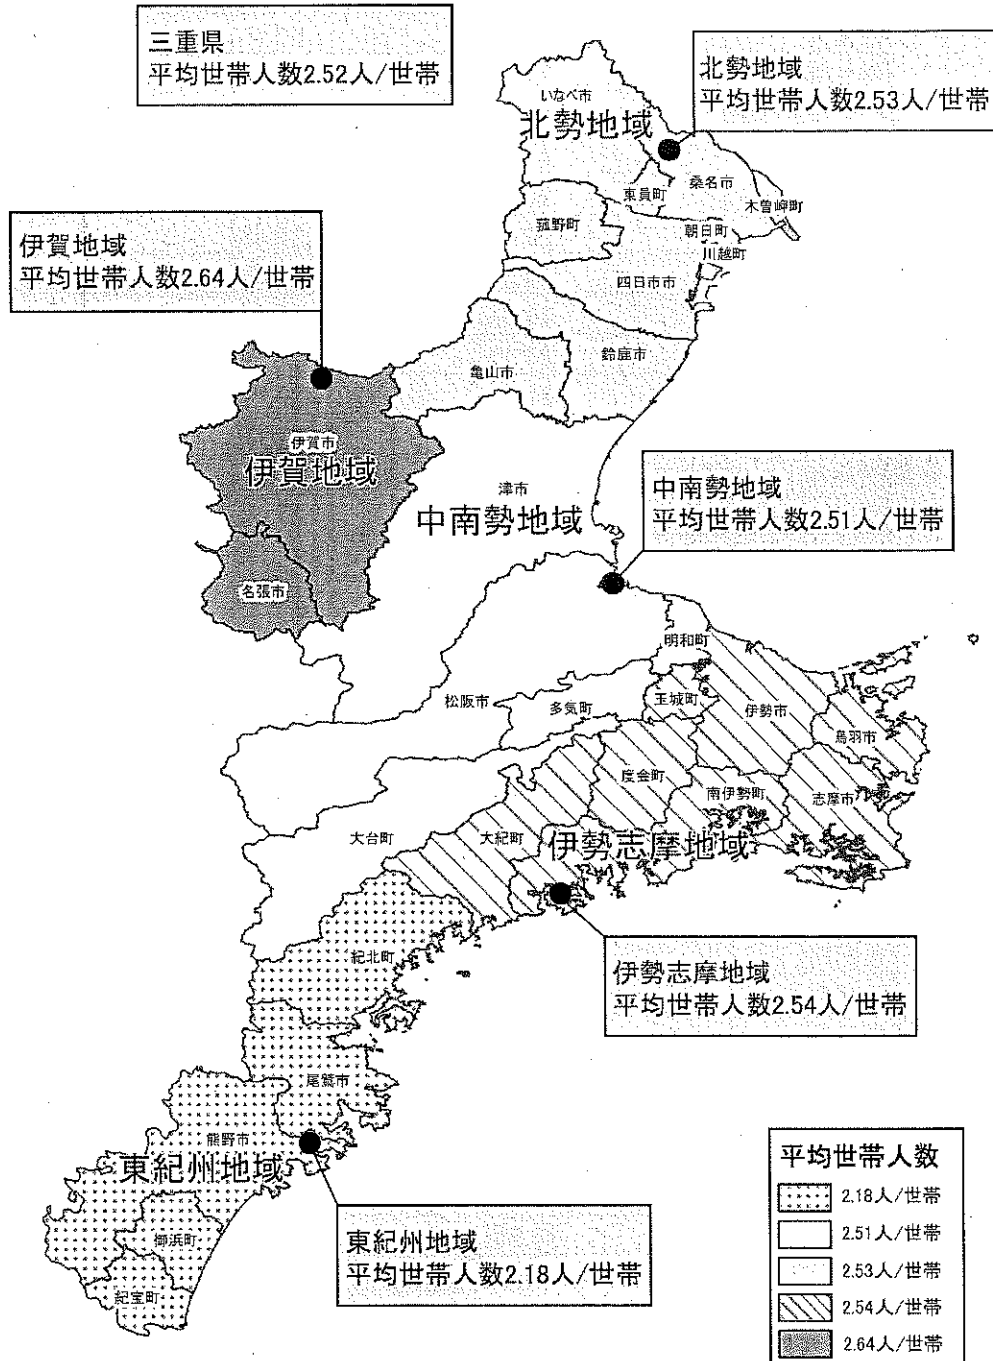 三重県
平均世帯人数2.52人/世帯
北勢地域
平均世帯人数2.53人/世帯
いなべ市
北勢地域
東員町
桑名市
木曽岬町
菰野町
朝日町
川越町
四日市市
伊賀地域
平均世帯人数2.64人/世帯
鈴鹿市
亀山市
伊賀市
伊賀地域
名張市
津市
中南勢地域
中南勢地域
平均世帯人数2.51人/世帯
明和町
松阪市
多気町
玉城町
伊勢市
鳥羽市
度会町
南伊勢町
志摩市
大台町
大紀町
伊勢志摩地域
伊勢志摩地域
平均世帯人数2.54人/世帯
紀北町
尾鷲市
熊野市
東紀州地域
御浜町
紀宝町
東紀州地域
平均世帯人数2.18人/世帯
平均世帯人数
2.18人/世帯
2.51人/世帯
2.53人/世帯
2.54人/世帯
2.64人/世帯